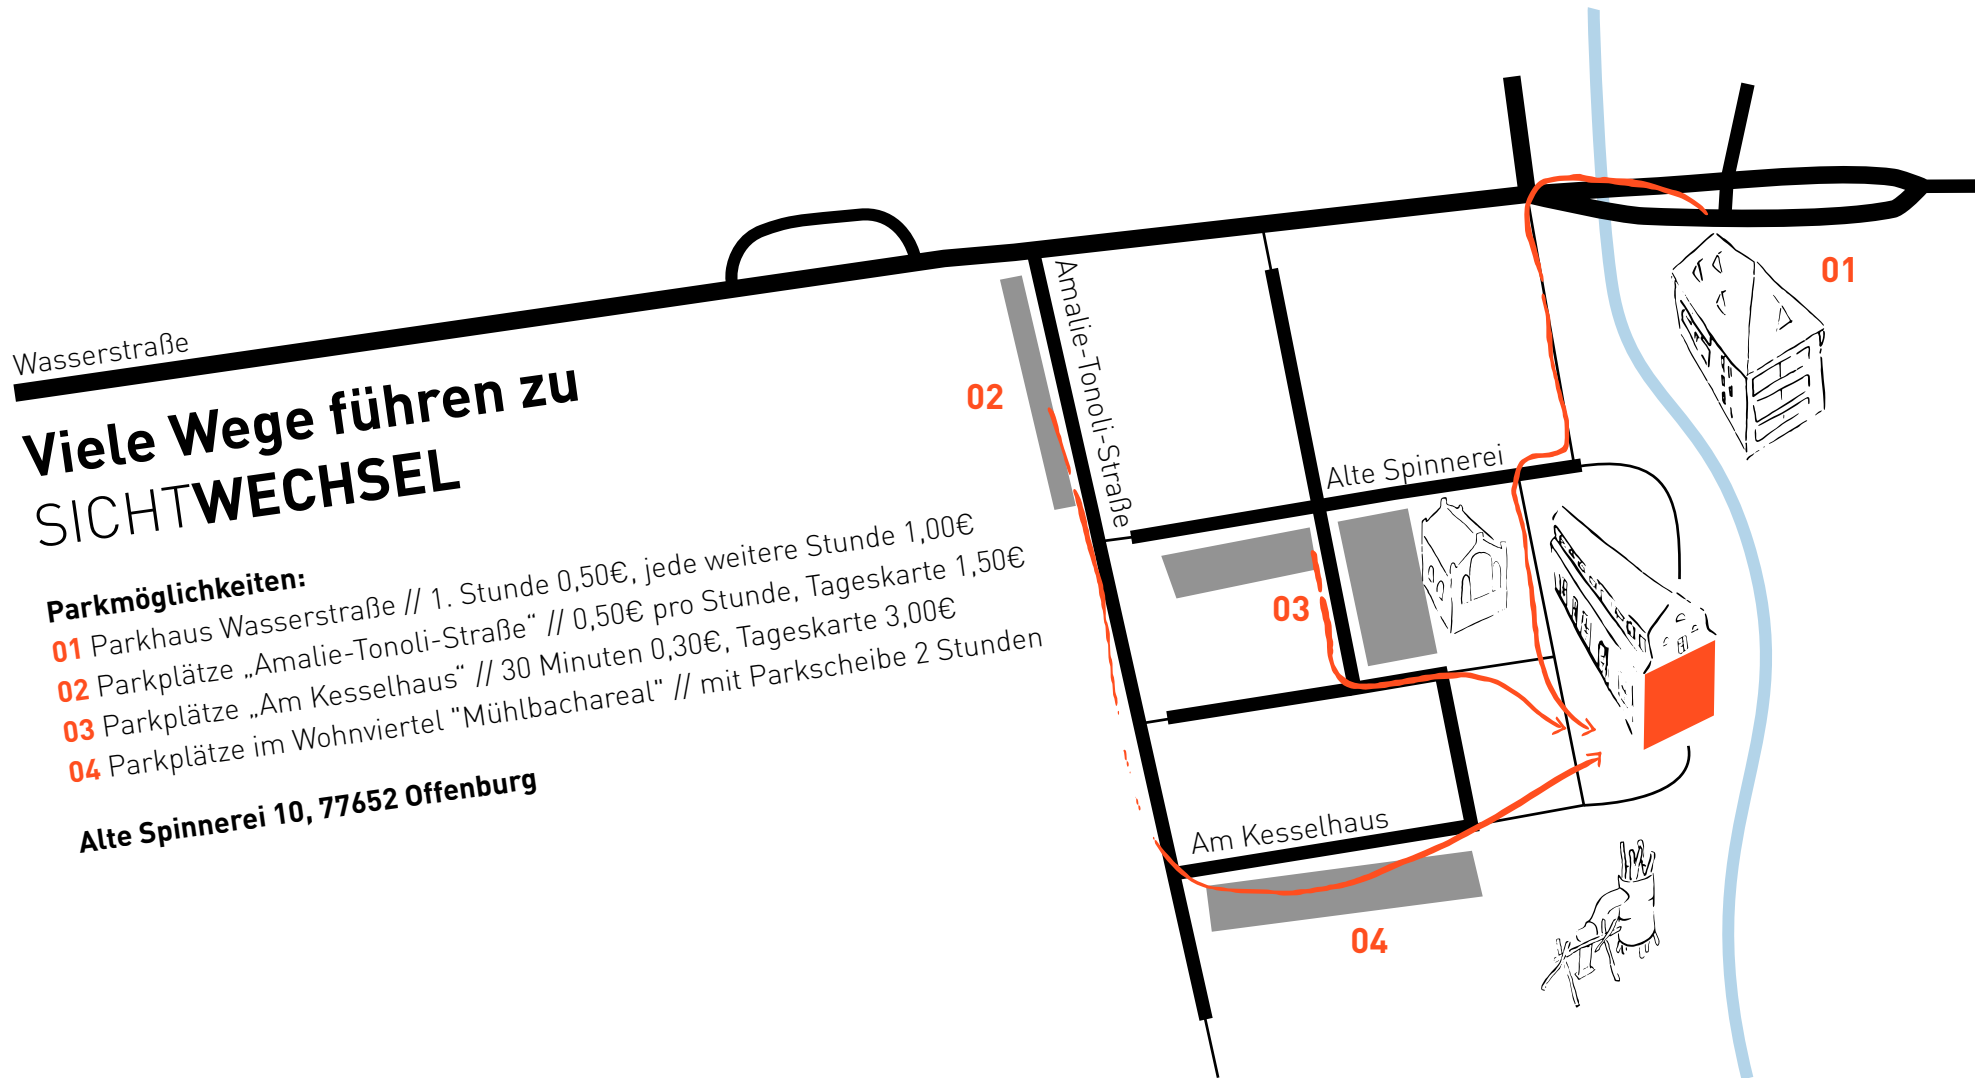 Wasserstraße
Viele Wege führen zu
SICHTWECHSEL
Parkmöglichkeiten:
01 Parkhaus Wasserstraße // 1. Stunde 0,50€, jede weitere Stunde 1,00€
02 Parkplätze „Amalie-Tonoli-Straße“ // 0,50€ pro Stunde, Tageskarte 1,50€
03 Parkplätze „Am Kesselhaus“ // 30 Minuten 0,30€, Tageskarte 3,00€
04 Parkplätze im Wohnviertel "Mühlbachareal" // mit Parkscheibe 2 Stunden
Alte Spinnerei 10, 77652 Offenburg
01
02
Amalie-Tonoli-Straße
Alte Spinnerei
03
Am Kesselhaus
04